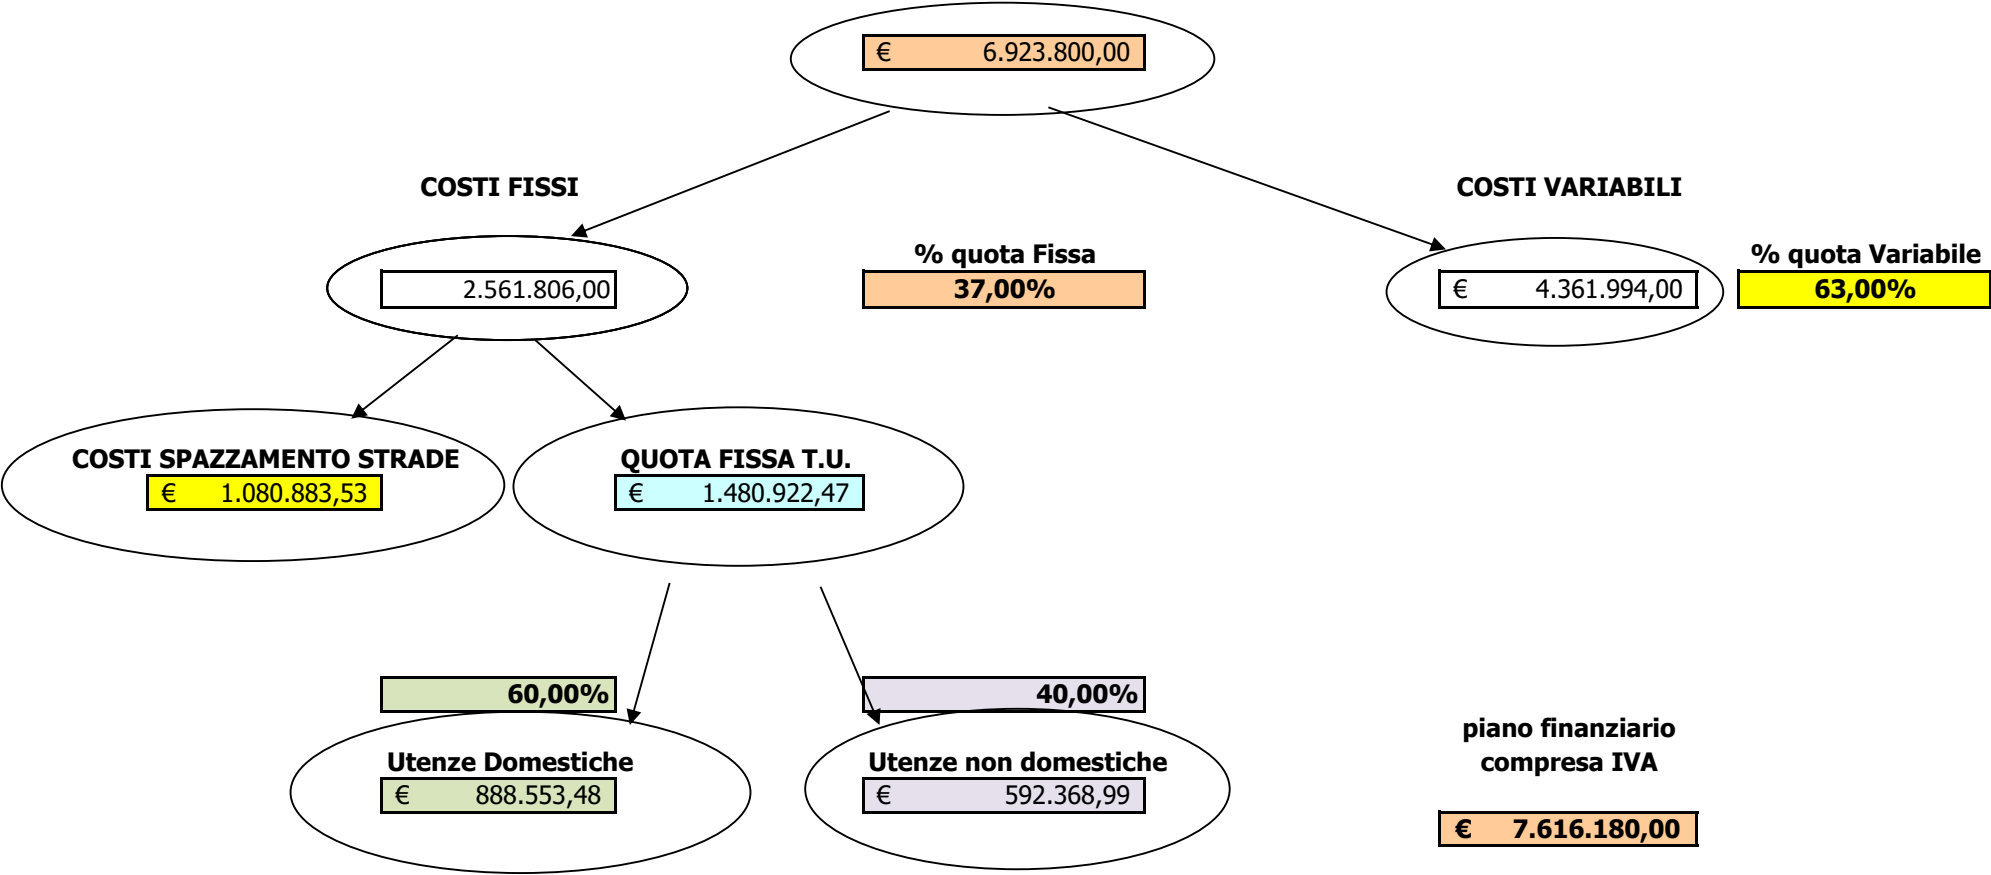 € 6.923.800,00
COSTI FISSI
COSTI VARIABILI
% quota Fissa
% quota Variabile
2.561.806,00
37,00%
€ 4.361.994,00
63,00%
COSTI SPAZZAMENTO STRADE
QUOTA FISSA T.U.
€ 1.080.883,53
€ 1.480.922,47
60,00%
40,00%
piano finanziario
compresa IVA
Utenze Domestiche
Utenze non domestiche
€ 888.553,48
€ 592.368,99
€ 7.616.180,00